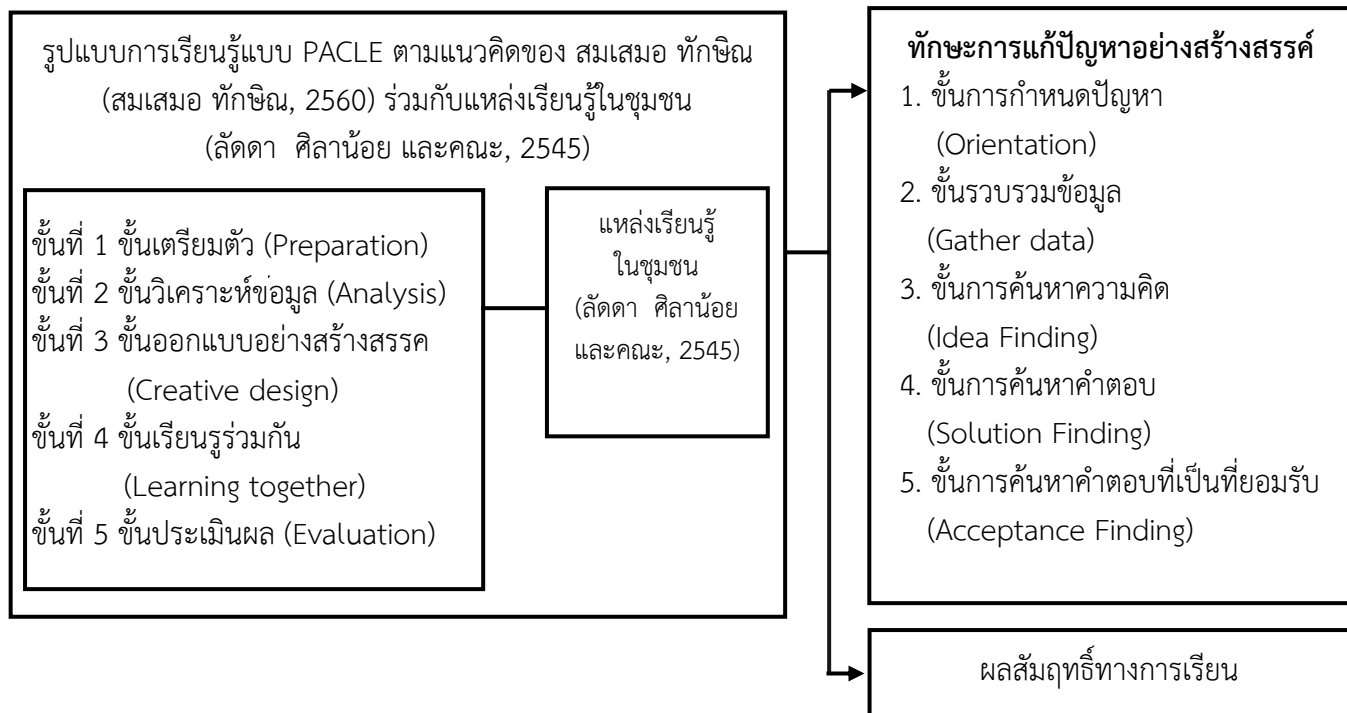 รูปแบบการเรียนรู้แบบ PACLE ตามแนวคิดของ สมเสมอ ทักษิณ
(สมเสมอ ทักษิณ, 2560) ร่วมกับแหล่งเรียนรู้ในชุมชน
(ลัดดา ศิลาน้อย และคณะ, 2545)
ขั้นที่ 1 ขั้นเตรียมตัว (Preparation)
ขั้นที่ 2 ขั้นวิเคราะห์ข่อมูล (Analysis)
ขั้นที่ 3 ขั้นออกแบบอย่างสร้างสรรค
(Creative design)
ขั้นที่ 4 ขั้นเรียนรูร่วมกัน
(Learning together)
ขั้นที่ 5 ขั้นประเมินผล (Evaluation)
แหล่งเรียนรู้
ในชุมชน
(ลัดดา ศิลาน้อย
และคณะ, 2545)
ทักษะการแก้ปัญหาอย่างสร้างสรรค์
1. ขั้นการกำหนดปัญหา
(Orientation)
2. ขั้นรวบรวมข้อมูล
(Gather data)
3. ขั้นการค้นหาความคิด
(Idea Finding)
4. ขั้นการค้นหาคำตอบ
(Solution Finding)
5. ขั้นการค้นหาคำตอบที่เป็นที่ยอมรับ
(Acceptance Finding)
ผลสัมฤทธิ์ทางการเรียน